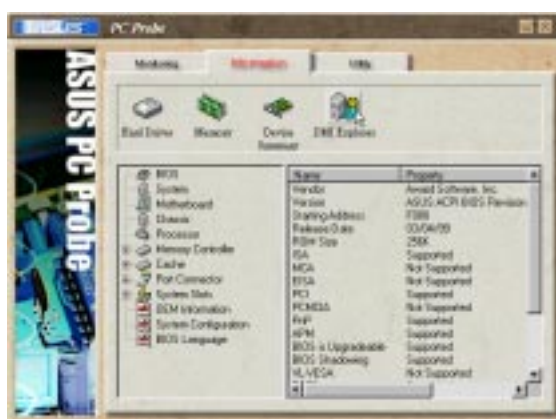 ASUS PC Probe
ASUS PC Probe
Monitoring
Information
Utility
Hard Drives
Memory
Device Summary
DMI Explorer
BIOS
System
Motherboard
Chassis
Processor
Memory Controller
Cache
Port Connector
System Slots
OEM Information
System Configuration
BIOS Language
Name Property
Vendor Award Software, Inc.
Version ASUS ACPI BIOS Revision
Starting Address F000
Release Date
ROM Size 256K
ISA Supported
MCA Not Supported
EISA Not Supported
PCI Supported
PCMCIA Not Supported
PnP Supported
APM Supported
BIOS is Upgradeable Supported
BIOS Shadowing Supported
VL-VESA Not Supported